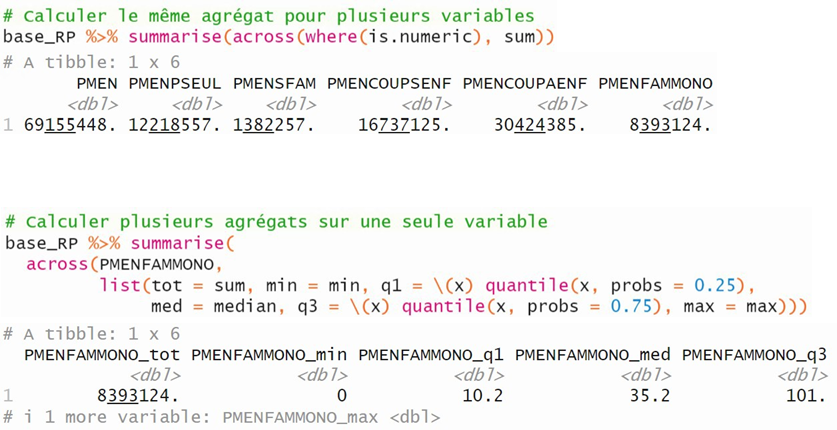 # Calculer le même agrégat pour plusieurs variables
base_RP %>% summarise(across(where(is.numeric), sum))
# A tibble: 1 x 6
PMEN PMENPSEUL PMENSFAM PMENCOUPSENF PMENCOUPAENF PMENFAMMONO
<dbl> <dbl> <dbl> <dbl> <dbl> <dbl>
1 69155448. 12218557. 1382257. 16737125. 30424385. 8393124.
# Calculer plusieurs agrégats sur une seule variable
base_RP %>% summarise(
across(PMENFAMMONO,
list(tot = sum, min = min, q1 = \(x) quantile(x, probs = 0.25),
med = median, q3 = \(x) quantile(x, probs = 0.75), max = max)))
# A tibble: 1 x 6
PMENFAMMONO_tot PMENFAMMONO_min PMENFAMMONO_q1 PMENFAMMONO_med PMENFAMMONO_q3
<dbl> <dbl> <dbl> <dbl> <dbl>
1 8393124. 0 10.2 35.2 101.
# i 1 more variable: PMENFAMMONO_max <dbl>